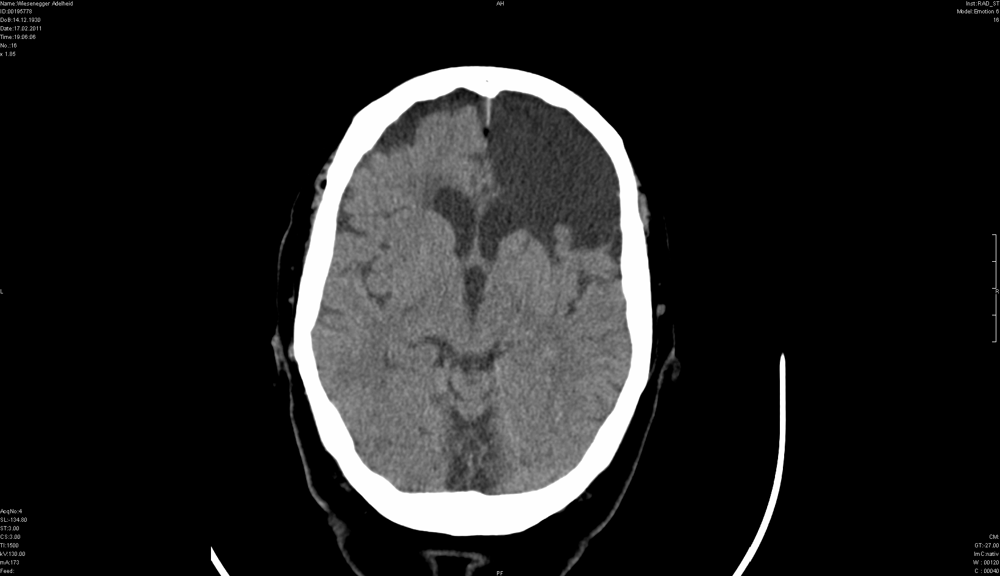 Name:Wiesenegger Adelheid
ID:00195778
DoB:14.12.1930
Date:17.02.2011
Time:19:06:06
No.:16
x 1.85
AH
Inst:RAD_ST
Model:Emotion 6
16
L
R
AcqNo:4
SL:-134.80
ST:3.00
CS:3.00
TI:1500
kV:130.00
mA:173
Feed:
PF
CM:
GT:-27.00
ImC:nativ
W : 00120
C : 00040